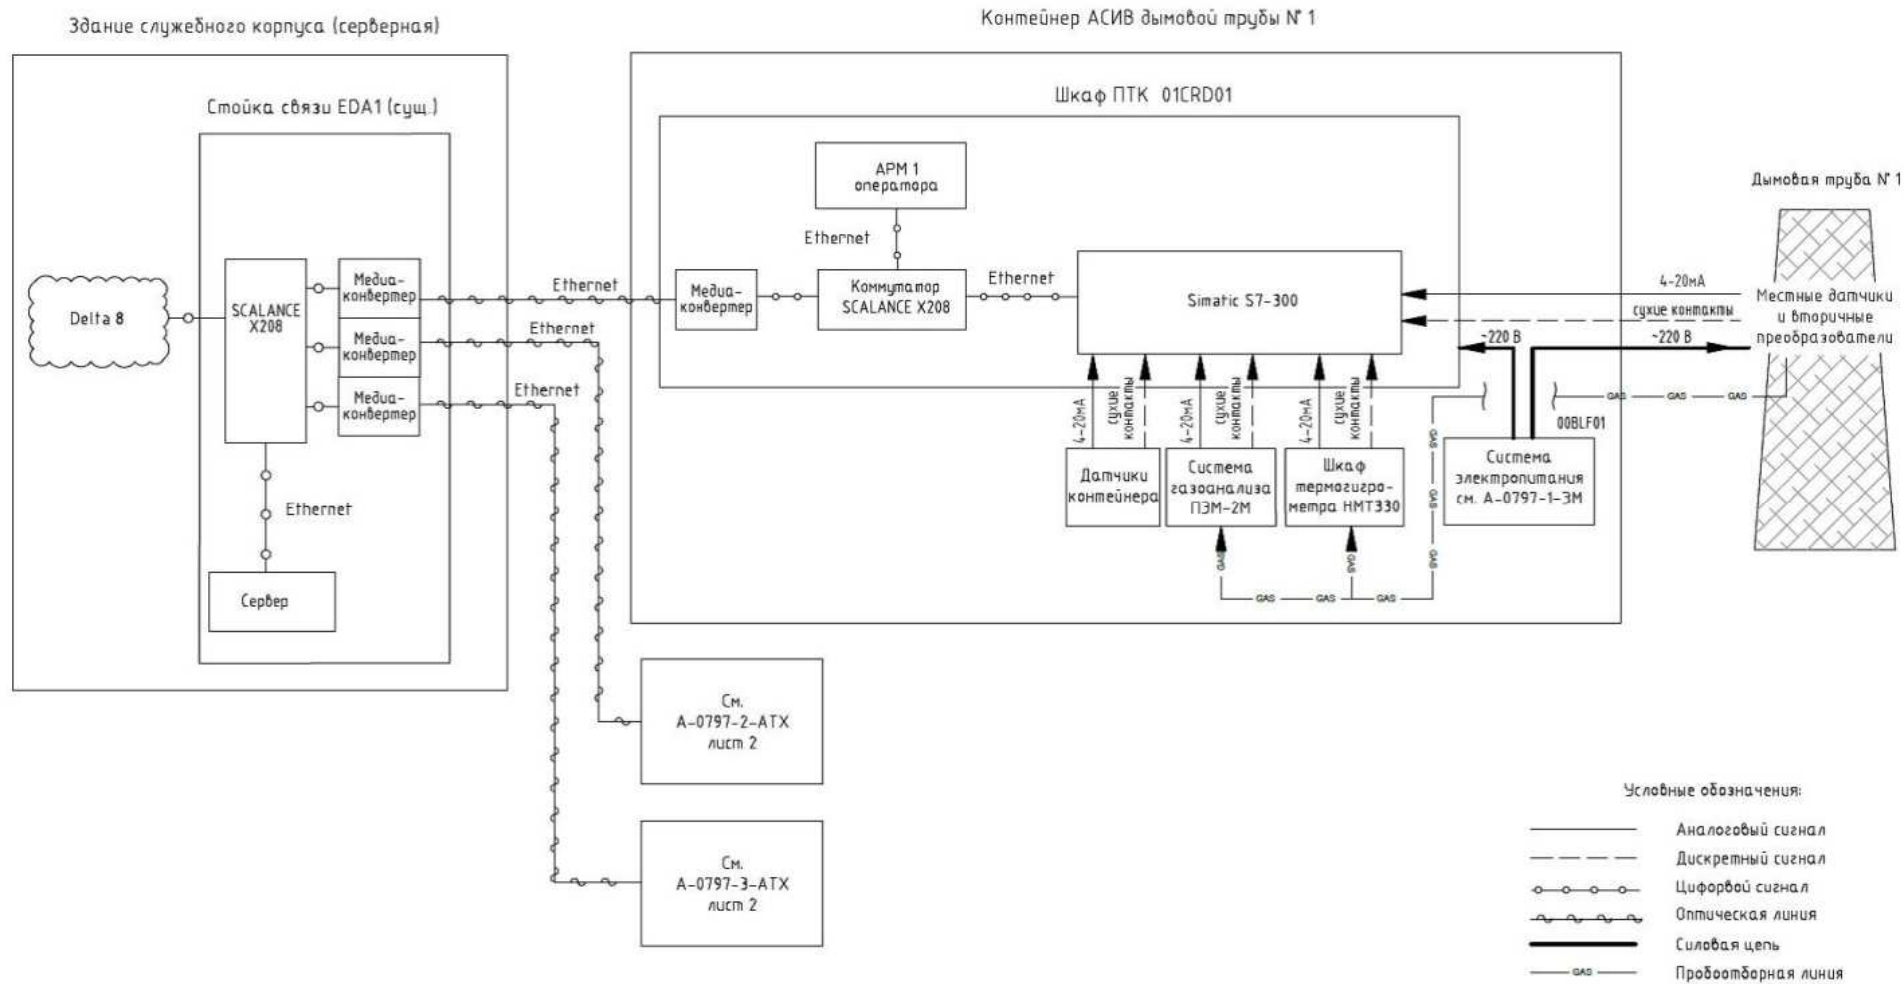 Здание служебного корпуса (серверная)
Контейнер АСИВ дымовой трубы № 1
Стойка связи EDA1 (сущ.)
Шкаф ПТК 01CRD01
Дымовая труба № 1
АРМ 1
оператора
Ethernet
Delta 8
SCALANCE
X208
Медиа-
конвертер
Медиа-
конвертер
Медиа-
конвертер
Ethernet
Ethernet
Ethernet
Медиа-
конвертер
Коммутатор
SCALANCE X208
Ethernet
Simatic S7-300
4-20мА
сухие контакты
~220 В
~220 В
Местные датчики
и вторичные
преобразователи
4-20мА
сухие
контакты
4-20мА
сухие
контакты
4-20мА
сухие
контакты
GAS
GAS
GAS
00BLF01
Датчики
контейнера
Система
газоанализа
ПЭМ-2М
Шкаф
термогигро-
метра НМТ330
Система
электропитания
см. А-0797-1-ЭМ
GAS
GAS
GAS
GAS
GAS
GAS
GAS
GAS
Ethernet
Сервер
См.
А-0797-2-АТХ
лист 2
См.
А-0797-3-АТХ
лист 2
Условные обозначения:
Аналоговый сигнал
Дискретный сигнал
Цифорвой сигнал
Оптическая линия
Силовая цепь
GAS Пробоотборная линия